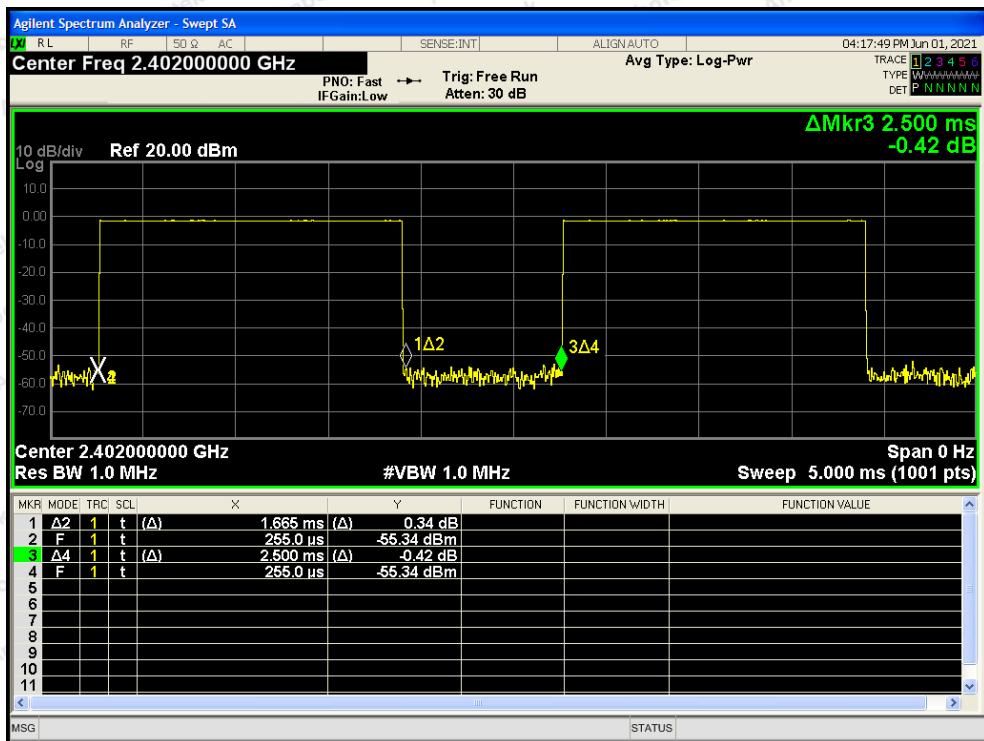 Agilent Spectrum Analyzer - Swept SA
LXI RL RF 50 Ω AC SENSE:INT ALIGN AUTO 04:17:49 PM Jun 01, 2021
Center Freq 2.402000000 GHz Avg Type: Log-Pwr TRACE 1 2 3 4 5 6
PNO: Fast Trig: Free Run TYPE WWWWWW
IFGain:Low Atten: 30 dB DET P N N N N N
ΔMkr3 2.500 ms
10 dB/div Ref 20.00 dBm -0.42 dB
Log
10.0
0.00
-10.0
-20.0
-30.0
-40.0
1Δ2 3Δ4
-50.0
-60.0
-70.0
Center 2.402000000 GHz Span 0 Hz
Res BW 1.0 MHz #VBW 1.0 MHz Sweep 5.000 ms (1001 pts)
MKR MODE TRC SCL X Y FUNCTION FUNCTION WIDTH FUNCTION VALUE
1 Δ2 1 t (Δ) 1.665 ms (Δ) 0.34 dB
2 F 1 t 255.0 µs -55.34 dBm
3 Δ4 1 t (Δ) 2.500 ms (Δ) -0.42 dB
4 F 1 t 255.0 µs -55.34 dBm
5
6
7
8
9
10
11
MSG STATUS